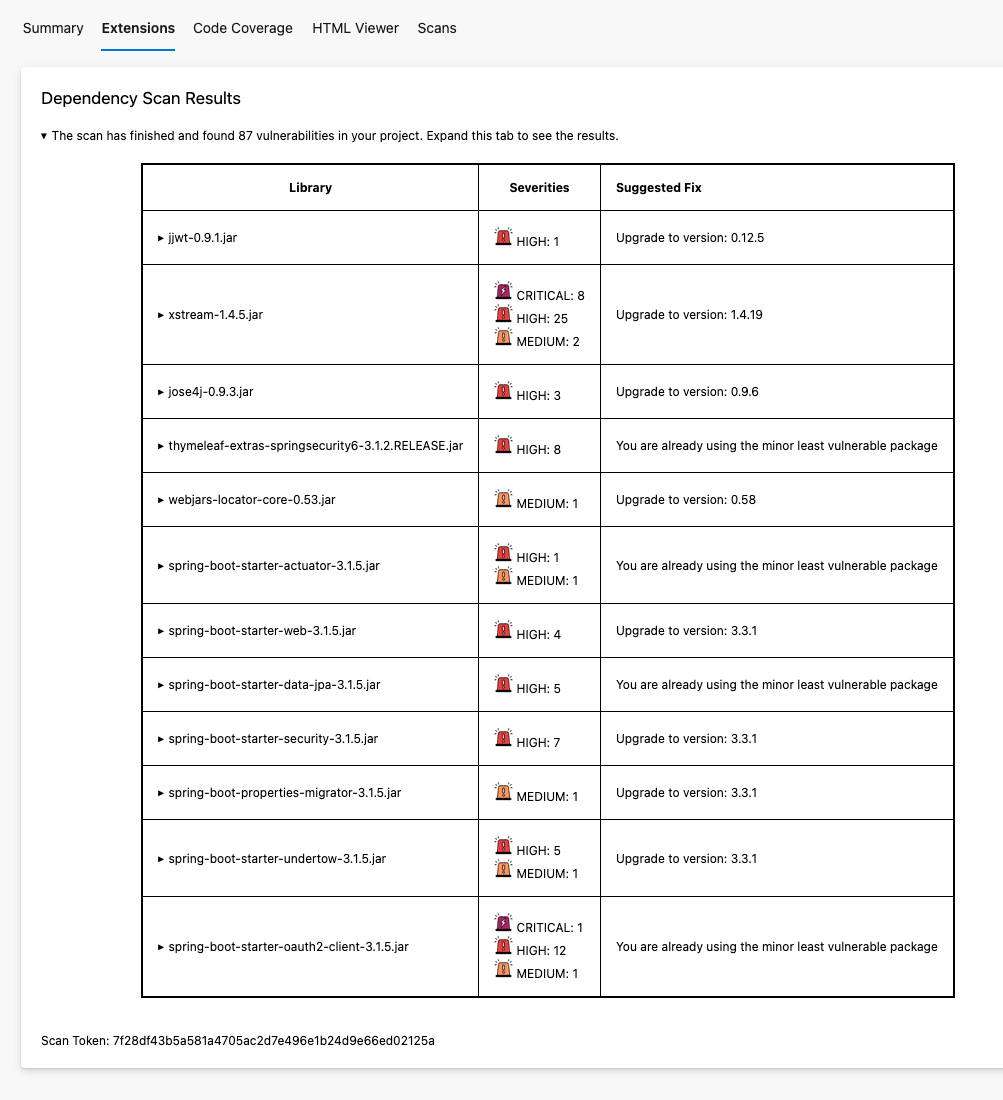 Summary Extensions Code Coverage HTML Viewer Scans
Dependency Scan Results
▾ The scan has finished and found 87 vulnerabilities in your project. Expand this tab to see the results.
Library Severities Suggested Fix
▸ jjwt-0.9.1.jar HIGH: 1 Upgrade to version: 0.12.5
▸ xstream-1.4.5.jar CRITICAL: 8
HIGH: 25
MEDIUM: 2 Upgrade to version: 1.4.19
▸ jose4j-0.9.3.jar HIGH: 3 Upgrade to version: 0.9.6
▸ thymeleaf-extras-springsecurity6-3.1.2.RELEASE.jar HIGH: 8 You are already using the minor least vulnerable package
▸ webjars-locator-core-0.53.jar MEDIUM: 1 Upgrade to version: 0.58
▸ spring-boot-starter-actuator-3.1.5.jar HIGH: 1
MEDIUM: 1 You are already using the minor least vulnerable package
▸ spring-boot-starter-web-3.1.5.jar HIGH: 4 Upgrade to version: 3.3.1
▸ spring-boot-starter-data-jpa-3.1.5.jar HIGH: 5 You are already using the minor least vulnerable package
▸ spring-boot-starter-security-3.1.5.jar HIGH: 7 Upgrade to version: 3.3.1
▸ spring-boot-properties-migrator-3.1.5.jar MEDIUM: 1 Upgrade to version: 3.3.1
▸ spring-boot-starter-undertow-3.1.5.jar HIGH: 5
MEDIUM: 1 Upgrade to version: 3.3.1
▸ spring-boot-starter-oauth2-client-3.1.5.jar CRITICAL: 1
HIGH: 12
MEDIUM: 1 You are already using the minor least vulnerable package
Scan Token: 7f28df43b5a581a4705ac2d7e496e1b24d9e66ed02125a